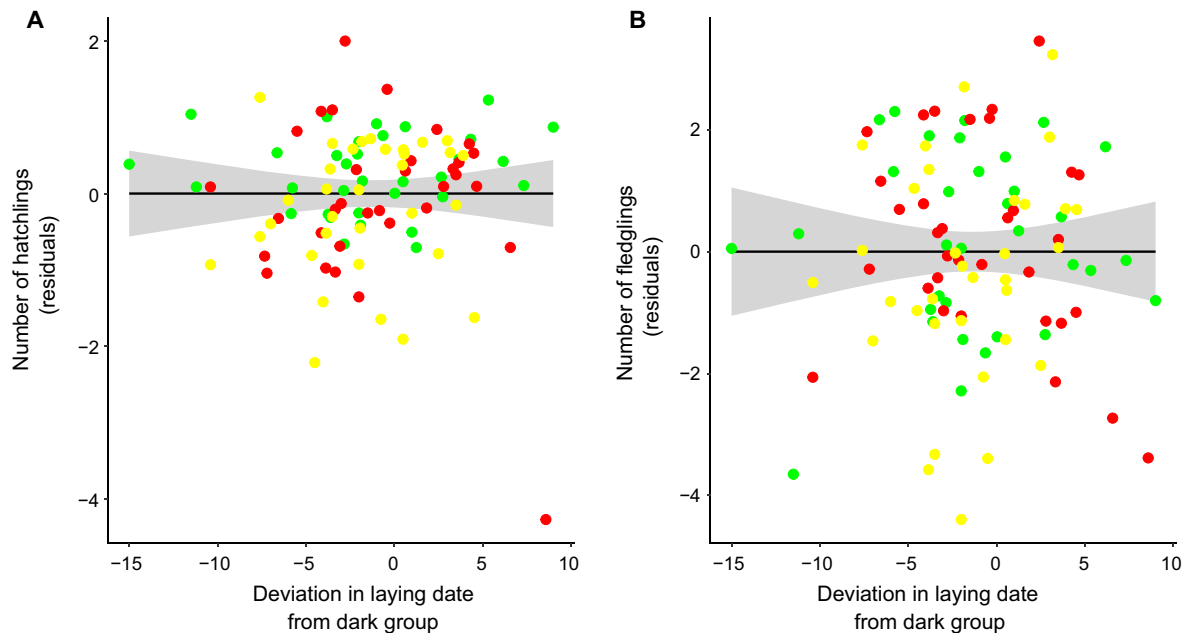 A
Number of hatchlings
(residuals)
2
0
−2
−4
−15
−10
−5
0
5
10
Deviation in laying date
from dark group
B
Number of fledglings
(residuals)
2
0
−2
−4
−15
−10
−5
0
5
10
Deviation in laying date
from dark group